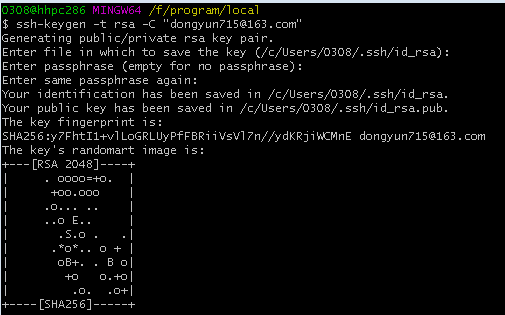 0308@hhpc286 MINGW64 /f/program/local
$ ssh-keygen -t rsa -C "dongyun715@163.com"
Generating public/private rsa key pair.
Enter file in which to save the key (/c/Users/0308/.ssh/id_rsa):
Enter passphrase (empty for no passphrase):
Enter same passphrase again:
Your identification has been saved in /c/Users/0308/.ssh/id_rsa.
Your public key has been saved in /c/Users/0308/.ssh/id_rsa.pub.
The key fingerprint is:
SHA256:y7FhtI1+vlLoGRLUyPfFBRiiVsVl7n//ydKRjiWCMnE dongyun715@163.com
The key's randomart image is:
+---[RSA 2048]----+
|     . oooo=+o.  |
|      +oo.ooo    |
|     .o... ..    |
|     ..o E..     |
|       .S.o .   .|
|      .*o*.. o + |
|       oB+. . B o|
|        +o   o.+o|
|         .o.  .o+|
+----[SHA256]-----+